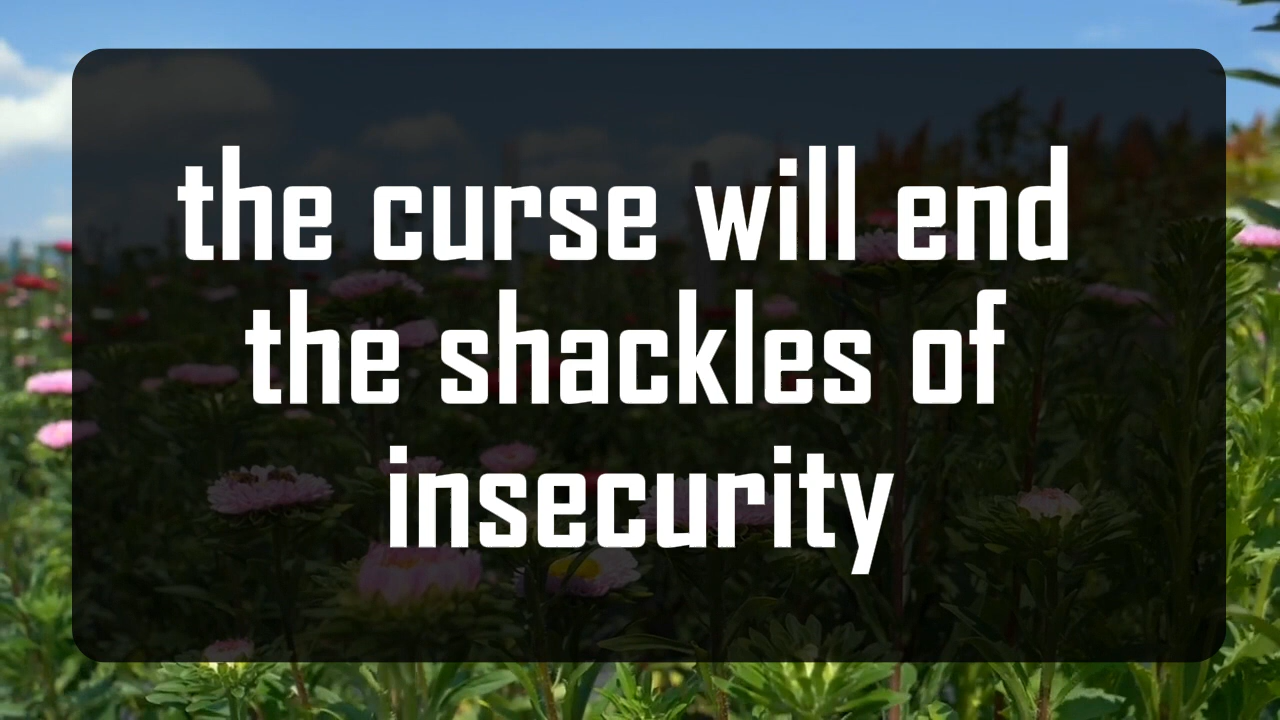 the curse will end
the shackles of
insecurity